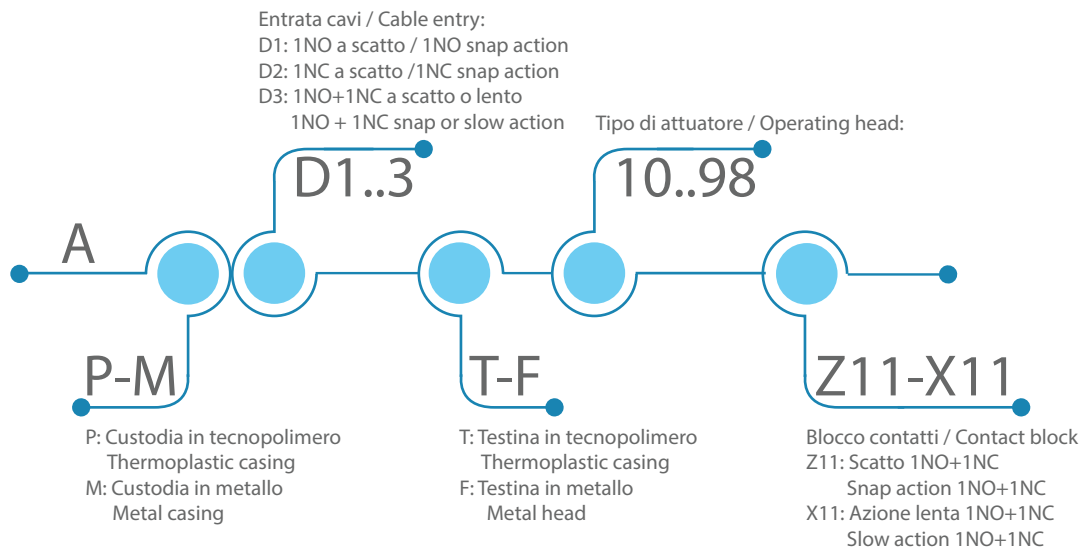 Entrata cavi / Cable entry:
D1: 1NO a scatto / 1NO snap action
D2: 1NC a scatto /1NC snap action
D3: 1NO+1NC a scatto o lento
1NO + 1NC snap or slow action
Tipo di attuatore / Operating head:
D1..3
10..98
A
P-M
T-F
Z11-X11
P: Custodia in tecnopolimero
Thermoplastic casing
M: Custodia in metallo
Metal casing
T: Testina in tecnopolimero
Thermoplastic casing
F: Testina in metallo
Metal head
Blocco contatti / Contact block
Z11: Scatto 1NO+1NC
Snap action 1NO+1NC
X11: Azione lenta 1NO+1NC
Slow action 1NO+1NC